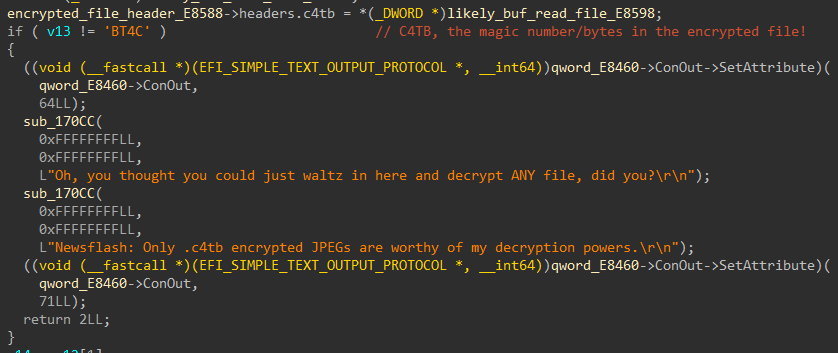 encrypted_file_header_E8588->headers.c4tb = *(_DWORD *)likely_buf_read_file_E8598;
if ( v13 != 'BT4C' ) // C4TB, the magic number/bytes in the encrypted file!
{
((void (__fastcall *)(EFI_SIMPLE_TEXT_OUTPUT_PROTOCOL *, __int64))qword_E8460->ConOut->SetAttribute)(
qword_E8460->ConOut,
64LL);
sub_170CC(
0xFFFFFFFFLL,
0xFFFFFFFFLL,
L"Oh, you thought you could just waltz in here and decrypt ANY file, did you?\r\n");
sub_170CC(
0xFFFFFFFFLL,
0xFFFFFFFFLL,
L"Newsflash: Only .c4tb encrypted JPEGs are worthy of my decryption powers.\r\n");
((void (__fastcall *)(EFI_SIMPLE_TEXT_OUTPUT_PROTOCOL *, __int64))qword_E8460->ConOut->SetAttribute)(
qword_E8460->ConOut,
71LL);
return 2LL;
}